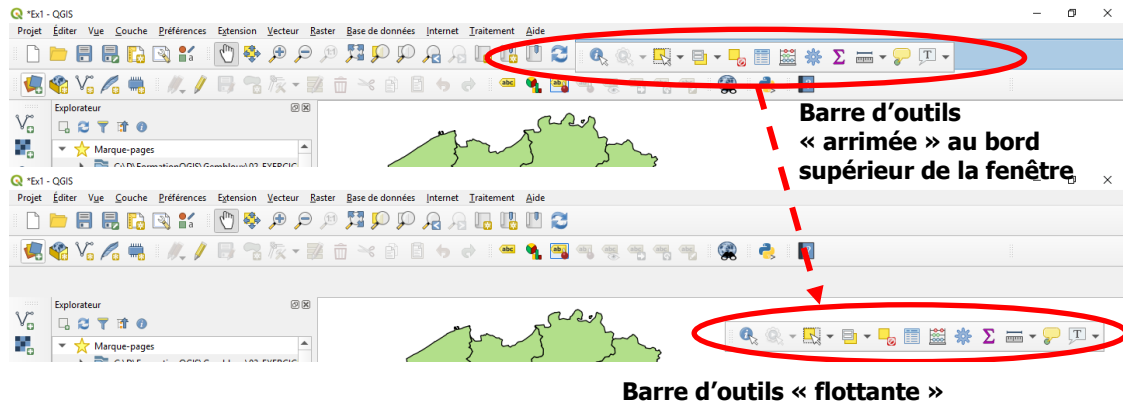 *Ex1 - QGIS
Projet Éditer Vue Couche Préférences Extension Vecteur Raster Base de données Internet Traitement Aide
Explorateur
Marque-pages
Barre d’outils
« arrimée » au bord
supérieur de la fenêtre
*Ex1 - QGIS
Projet Éditer Vue Couche Préférences Extension Vecteur Raster Base de données Internet Traitement Aide
Explorateur
Marque-pages
Barre d’outils « flottante »